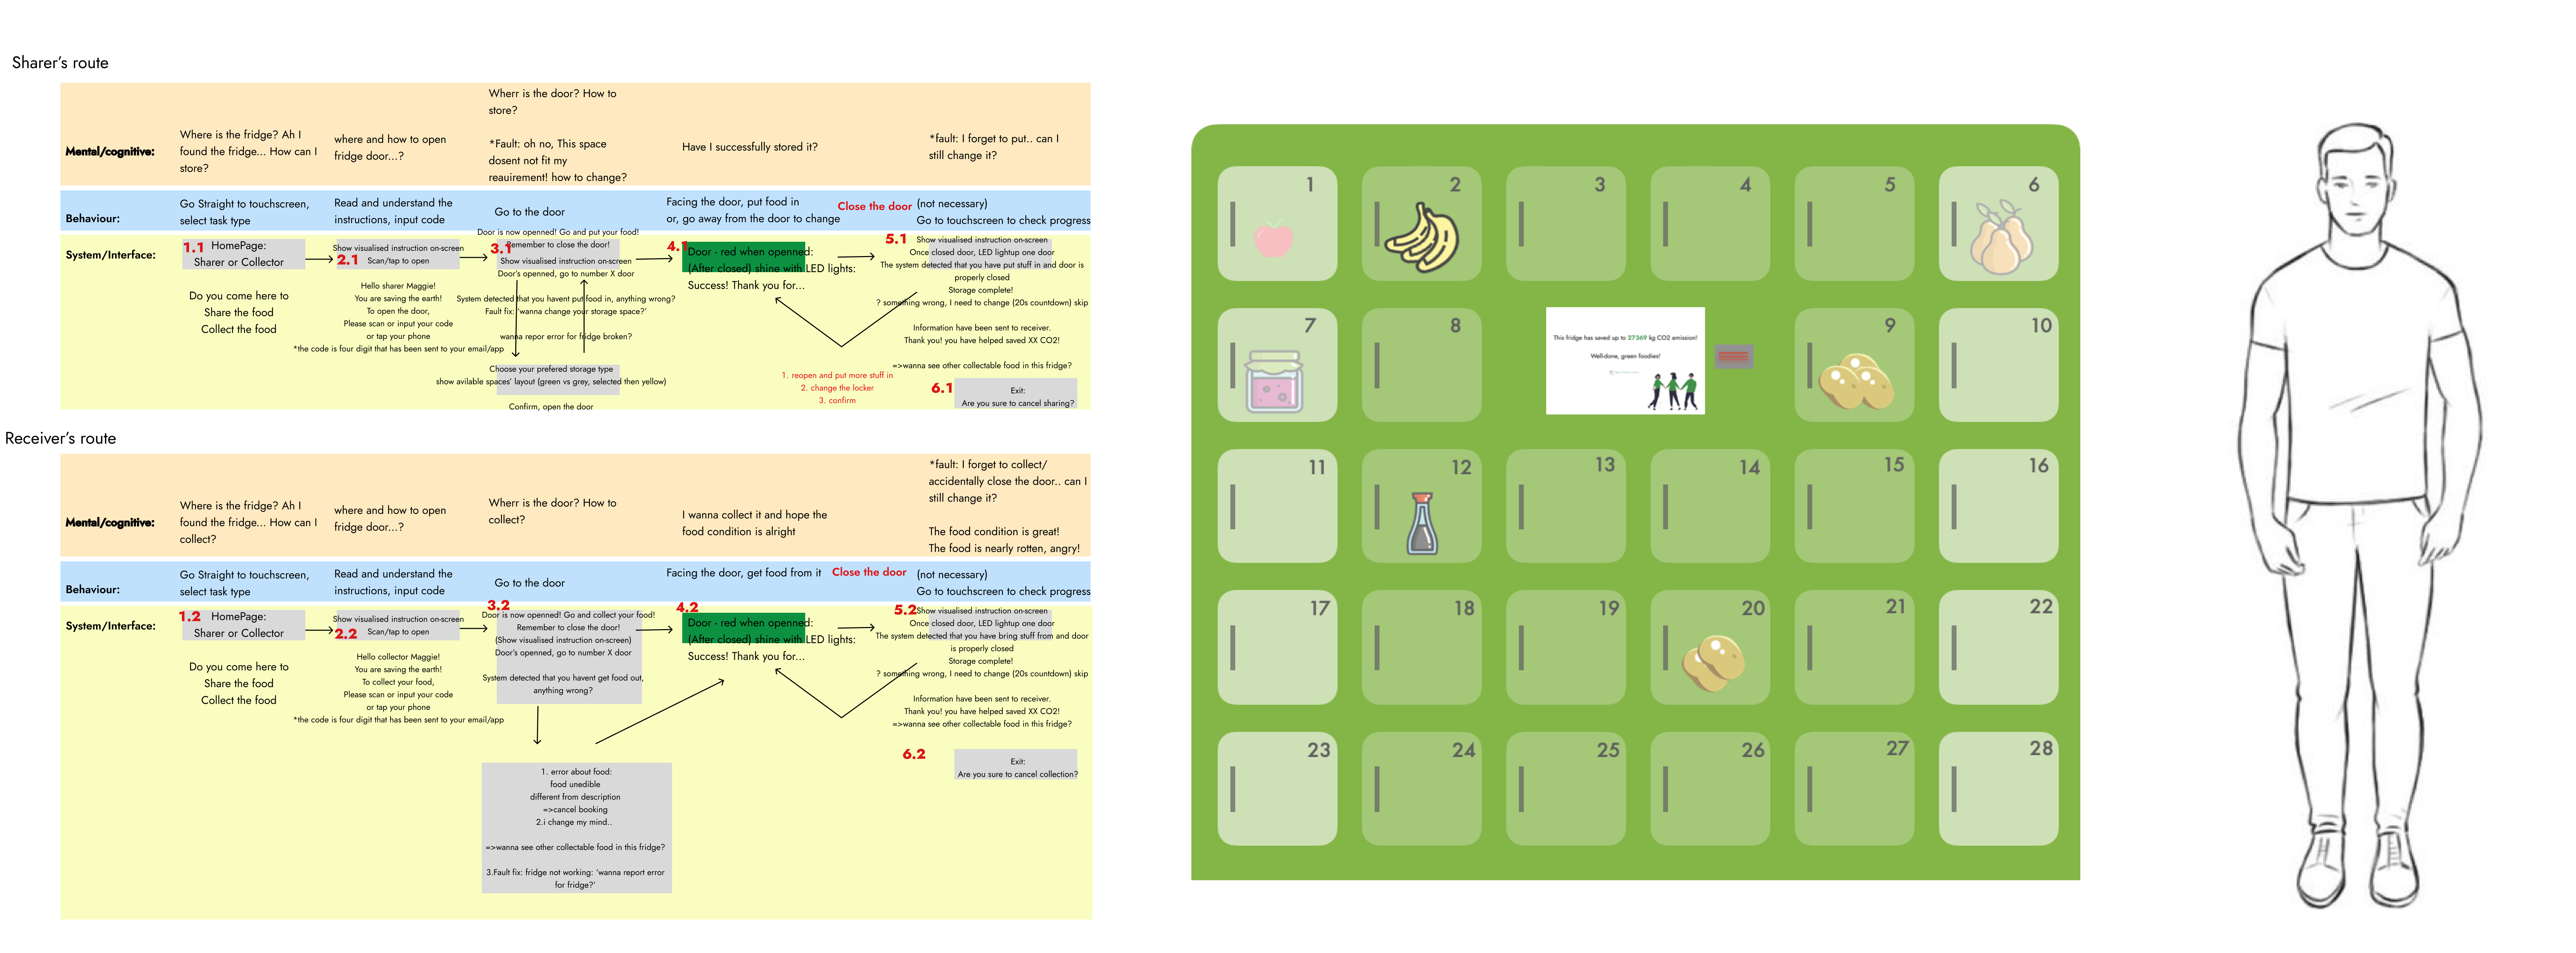 Sharer's route
Mental/cognitive:
Where is the fridge? Ah I
found the fridge... How can I
store?
where and how to open
fridge door...?
Wherr is the door? How to
store?
*Fault: oh no, This space
dosent not fit my
reauirement! how to change?
Have I successfully stored it?
*fault: I forget to put.. can I
still change it?
Behaviour:
Go Straight to touchscreen,
select task type
Read and understand the
instructions, input code
Go to the door
Facing the door, put food in
or, go away from the door to change
Close the door
(not necessary)
Go to touchscreen to check progress
System/Interface:
1.1
HomePage:
Sharer or Collector
Do you come here to
Share the food
Collect the food
Show visualised instruction on-screen
2.1
Scan/tap to open
Hello sharer Maggie!
You are saving the earth!
To open the door,
Please scan or input your code
or tap your phone
*the code is four digit that has been sent to your email/app
Door is now openned! Go and put your food!
3.1
Remember to close the door!
Show visualised instruction on-screen
Door's openned, go to number X door
System detected that you havent put food in, anything wrong?
Fault fix: 'wanna change your storage space?'
wanna repor error for fridge broken?
Choose your prefered storage type
show avilable spaces' layout (green vs grey, selected then yellow)
Confirm, open the door
4.1
Door - red when openned:
(After closed) shine with LED lights:
Success! Thank you for...
1. reopen and put more stuff in
2. change the locker
3. confirm
5.1
Show visualised instruction on-screen
Once closed door, LED lightup one door
The system detected that you have put stuff in and door is
properly closed
Storage complete!
? something wrong, I need to change (20s countdown) skip
Information have been sent to receiver.
Thank you! you have helped saved XX CO2!
=>wanna see other collectable food in this fridge?
6.1
Exit:
Are you sure to cancel sharing?
Receiver's route
Mental/cognitive:
Where is the fridge? Ah I
found the fridge... How can I
collect?
where and how to open
fridge door...?
Wherr is the door? How to
collect?
I wanna collect it and hope the
food condition is alright
*fault: I forget to collect/
accidentally close the door.. can I
still change it?
The food condition is great!
The food is nearly rotten, angry!
Behaviour:
Go Straight to touchscreen,
select task type
Read and understand the
instructions, input code
Go to the door
Facing the door, get food from it
Close the door
(not necessary)
Go to touchscreen to check progress
System/Interface:
1.2
HomePage:
Sharer or Collector
Do you come here to
Share the food
Collect the food
Show visualised instruction on-screen
2.2
Scan/tap to open
Hello collector Maggie!
You are saving the earth!
To collect your food,
Please scan or input your code
or tap your phone
*the code is four digit that has been sent to your email/app
3.2
Door is now openned! Go and collect your food!
Remember to close the door!
(Show visualised instruction on-screen)
Door's openned, go to number X door
System detected that you havent get food out,
anything wrong?
1. error about food:
food unedible
different from description
=>cancel booking
2.i change my mind..
=>wanna see other collectable food in this fridge?
3.Fault fix: fridge not working: 'wanna report error
for fridge?'
4.2
Door - red when openned:
(After closed) shine with LED lights:
Success! Thank you for...
5.2
Show visualised instruction on-screen
Once closed door, LED lightup one door
The system detected that you have bring stuff from and door
is properly closed
Storage complete!
? something wrong, I need to change (20s countdown) skip
Information have been sent to receiver.
Thank you! you have helped saved XX CO2!
=>wanna see other collectable food in this fridge?
6.2
Exit:
Are you sure to cancel collection?
1
2
3
4
5
6
7
8
This fridge has saved up to 27369 kg CO2 emission!
Well-done, green foodies!
9
10
11
12
13
14
15
16
17
18
19
20
21
22
23
24
25
26
27
28